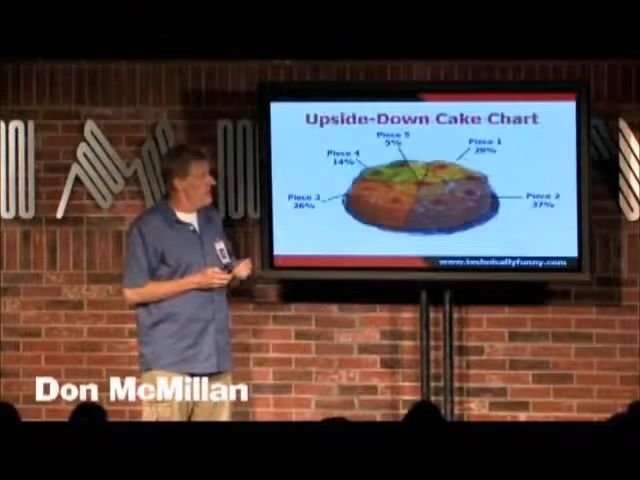 Upside-Down Cake Chart
Piece 5
5%
Piece 1
Piece 4
14%
Piece 3
26%
Piece 2
37%
www.technicallyfunny.com
Don McMillan